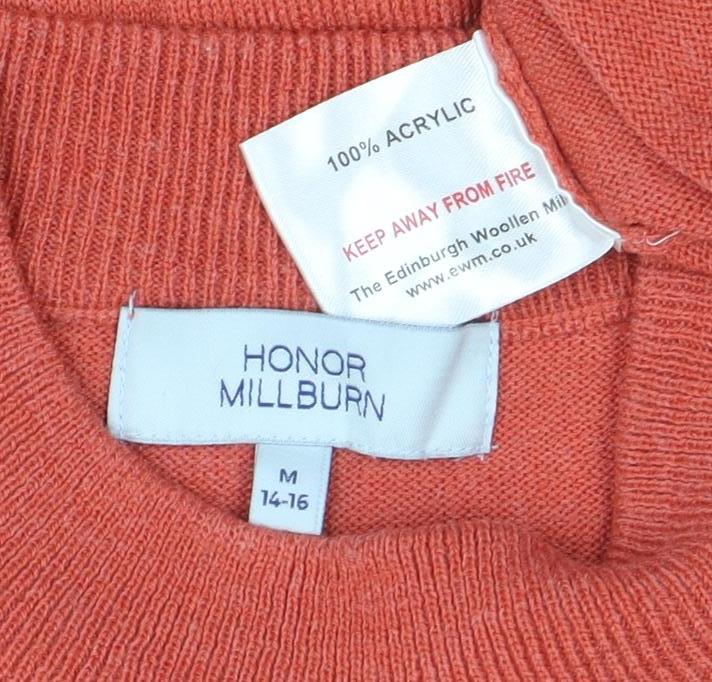 100% ACRYLIC
KEEP AWAY FROM FIRE
The Edinburgh Woollen Mil
www.ewm.co.uk
HONOR
MILLBURN
M
14-16